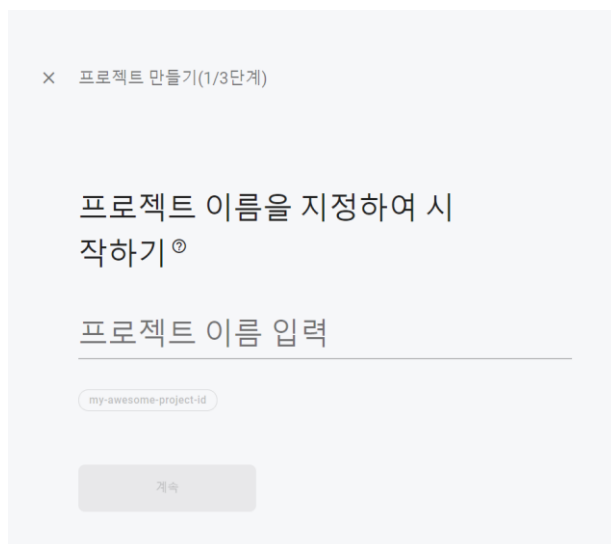 × 프로젝트 만들기(1/3단계)
프로젝트 이름을 지정하여 시
작하기 ?
프로젝트 이름 입력
my-awesome-project-id
계속